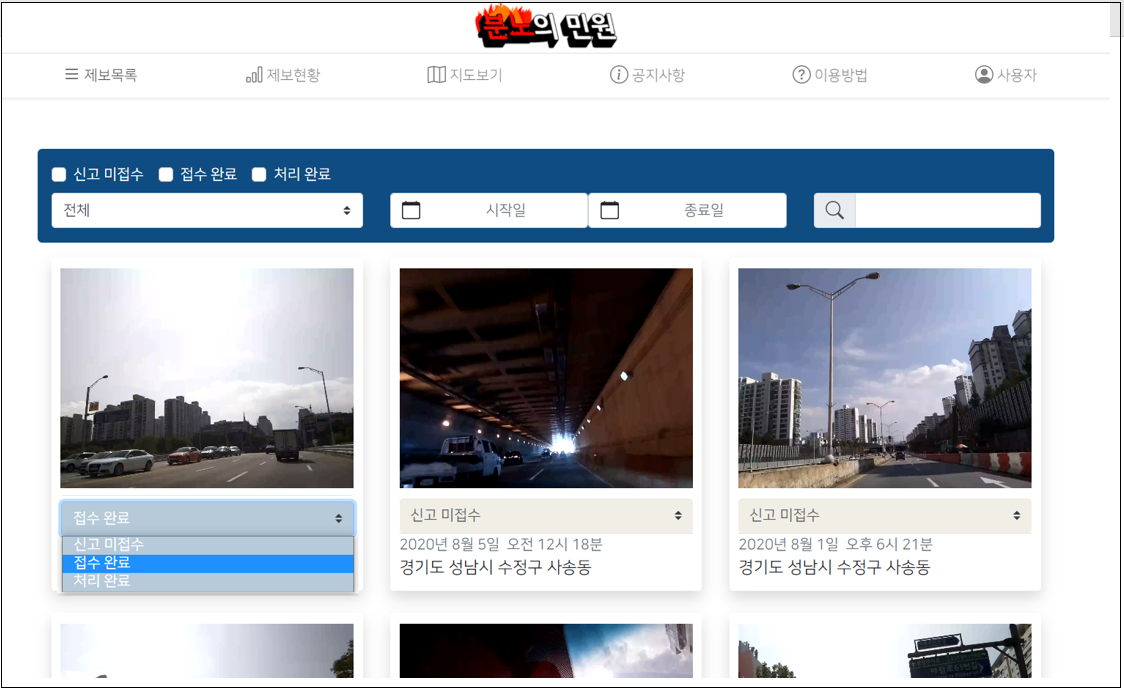 분노의 민원
제보목록 제보현황 지도보기 공지사항 이용방법 사용자
신고 미접수 접수 완료 처리 완료
전체 시작일 종료일
접수 완료 신고 미접수 신고 미접수
신고 미접수
접수 완료
처리 완료
2020년 8월 5일 오전 12시 18분 2020년 8월 1일 오후 6시 21분
경기도 성남시 수정구 사송동 경기도 성남시 수정구 사송동